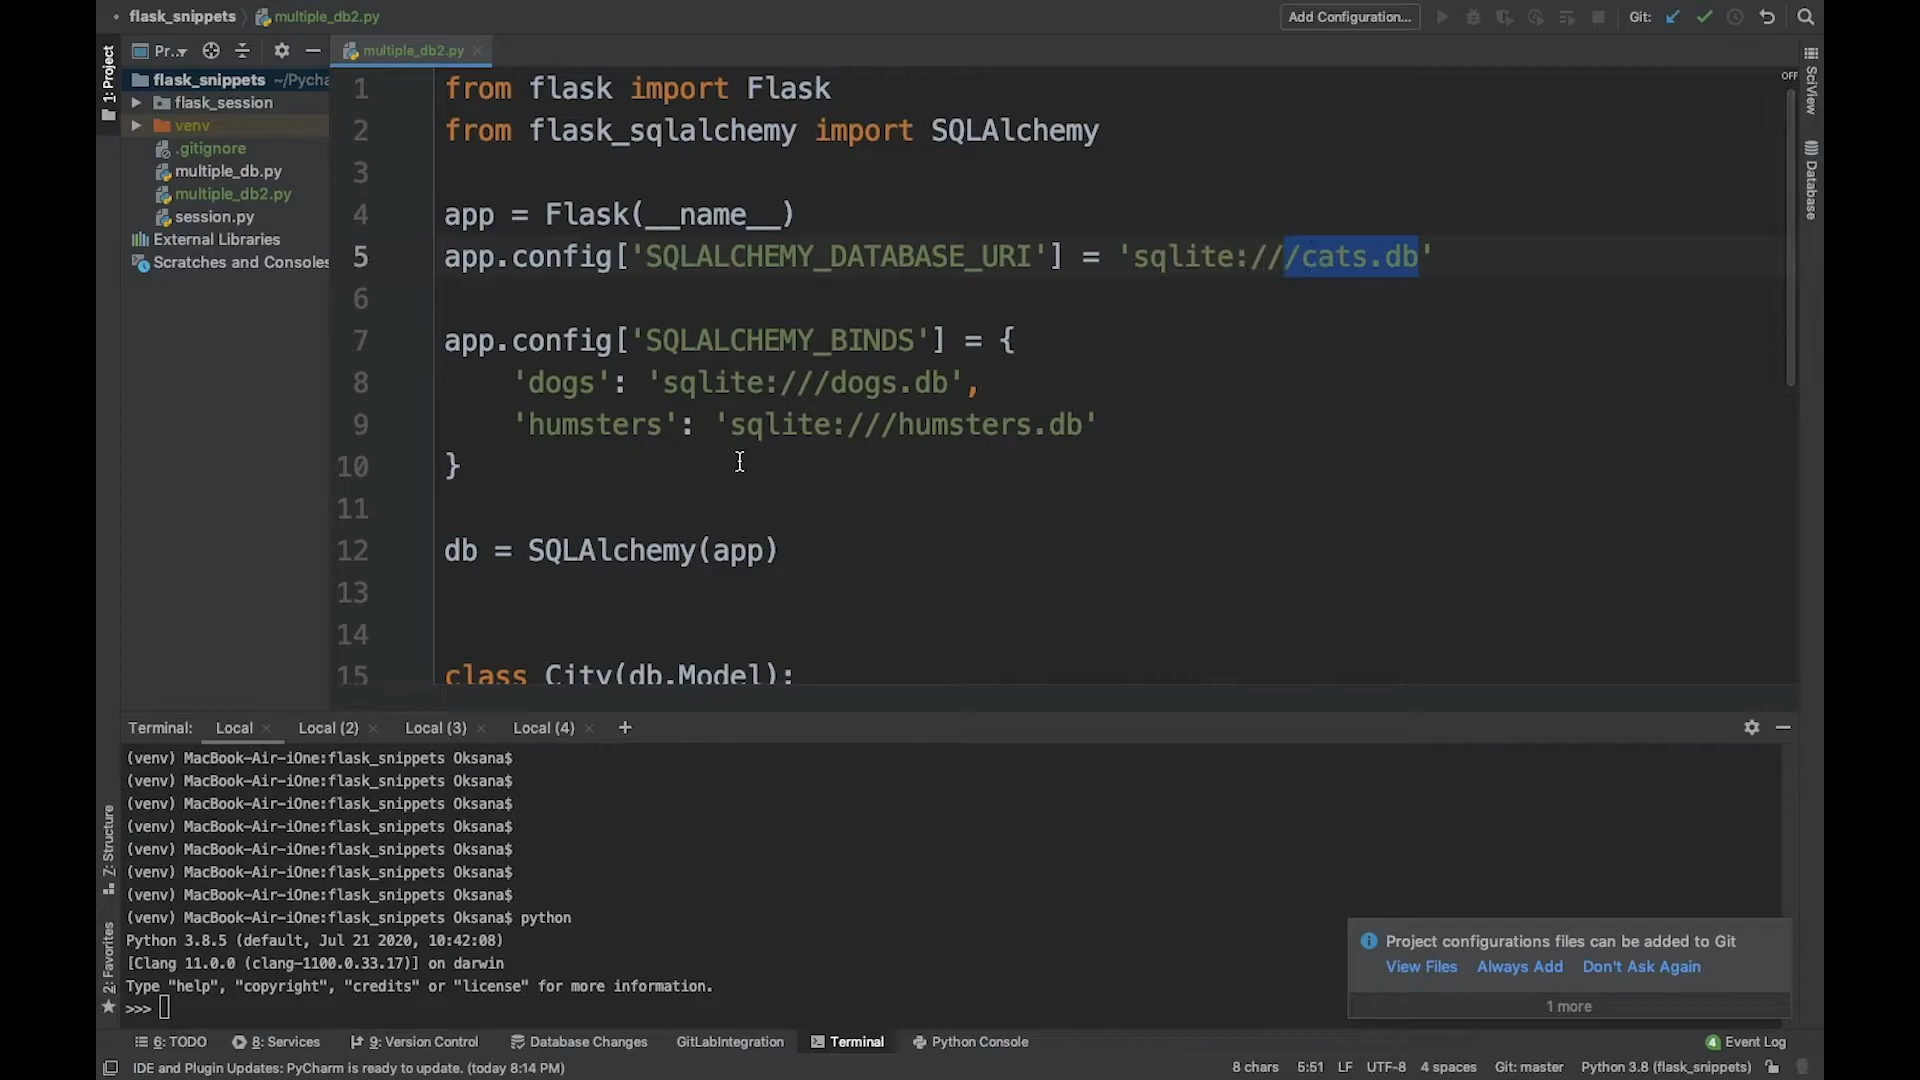 flask_snippets multiple_db2.py
Add Configuration... Git:
1: Project
Pr...
multiple_db2.py
flask_snippets ~/Pycha
flask_session
venv
.gitignore
multiple_db.py
multiple_db2.py
session.py
External Libraries
Scratches and Consoles
OFF
SciView
Database
1 from flask import Flask
2 from flask_sqlalchemy import SQLAlchemy
3
4 app = Flask(__name__)
5 app.config['SQLALCHEMY_DATABASE_URI'] = 'sqlite:///cats.db'
6
7 app.config['SQLALCHEMY_BINDS'] = {
8 'dogs': 'sqlite:///dogs.db',
9 'humsters': 'sqlite:///humsters.db'
10 }
11
12 db = SQLAlchemy(app)
13
14
15 class City(db.Model):
Terminal: Local Local (2) Local (3) Local (4) +
(venv) MacBook-Air-iOne:flask_snippets Oksana$
(venv) MacBook-Air-iOne:flask_snippets Oksana$
(venv) MacBook-Air-iOne:flask_snippets Oksana$
(venv) MacBook-Air-iOne:flask_snippets Oksana$
(venv) MacBook-Air-iOne:flask_snippets Oksana$
(venv) MacBook-Air-iOne:flask_snippets Oksana$
(venv) MacBook-Air-iOne:flask_snippets Oksana$
(venv) MacBook-Air-iOne:flask_snippets Oksana$ python
Python 3.8.5 (default, Jul 21 2020, 10:42:08)
[Clang 11.0.0 (clang-1100.0.33.17)] on darwin
Type "help", "copyright", "credits" or "license" for more information.
>>>
Z: Structure
2: Favorites
Project configurations files can be added to Git
View Files Always Add Don't Ask Again
1 more
6: TODO 8: Services 9: Version Control Database Changes GitLabIntegration Terminal Python Console 4 Event Log
IDE and Plugin Updates: PyCharm is ready to update. (today 8:14 PM) 8 chars 5:51 LF UTF-8 4 spaces Git: master Python 3.8 (flask_snippets)